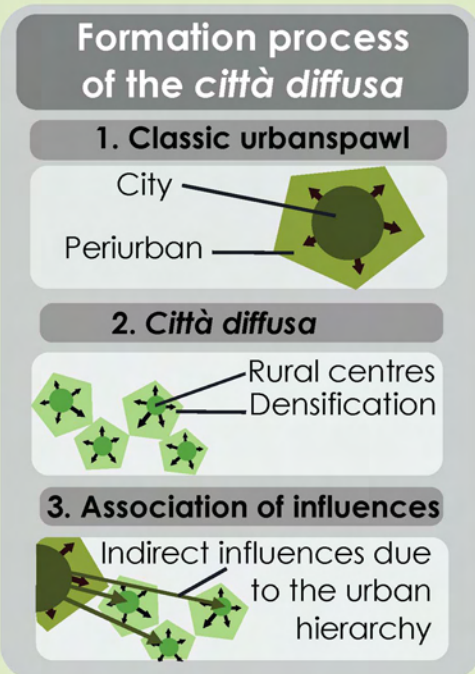 Formation process
of the città diffusa
1. Classic urbanspawl
City
Periurban
2. Città diffusa
Rural centres
Densification
3. Association of influences
Indirect influences due
to the urban
hierarchy